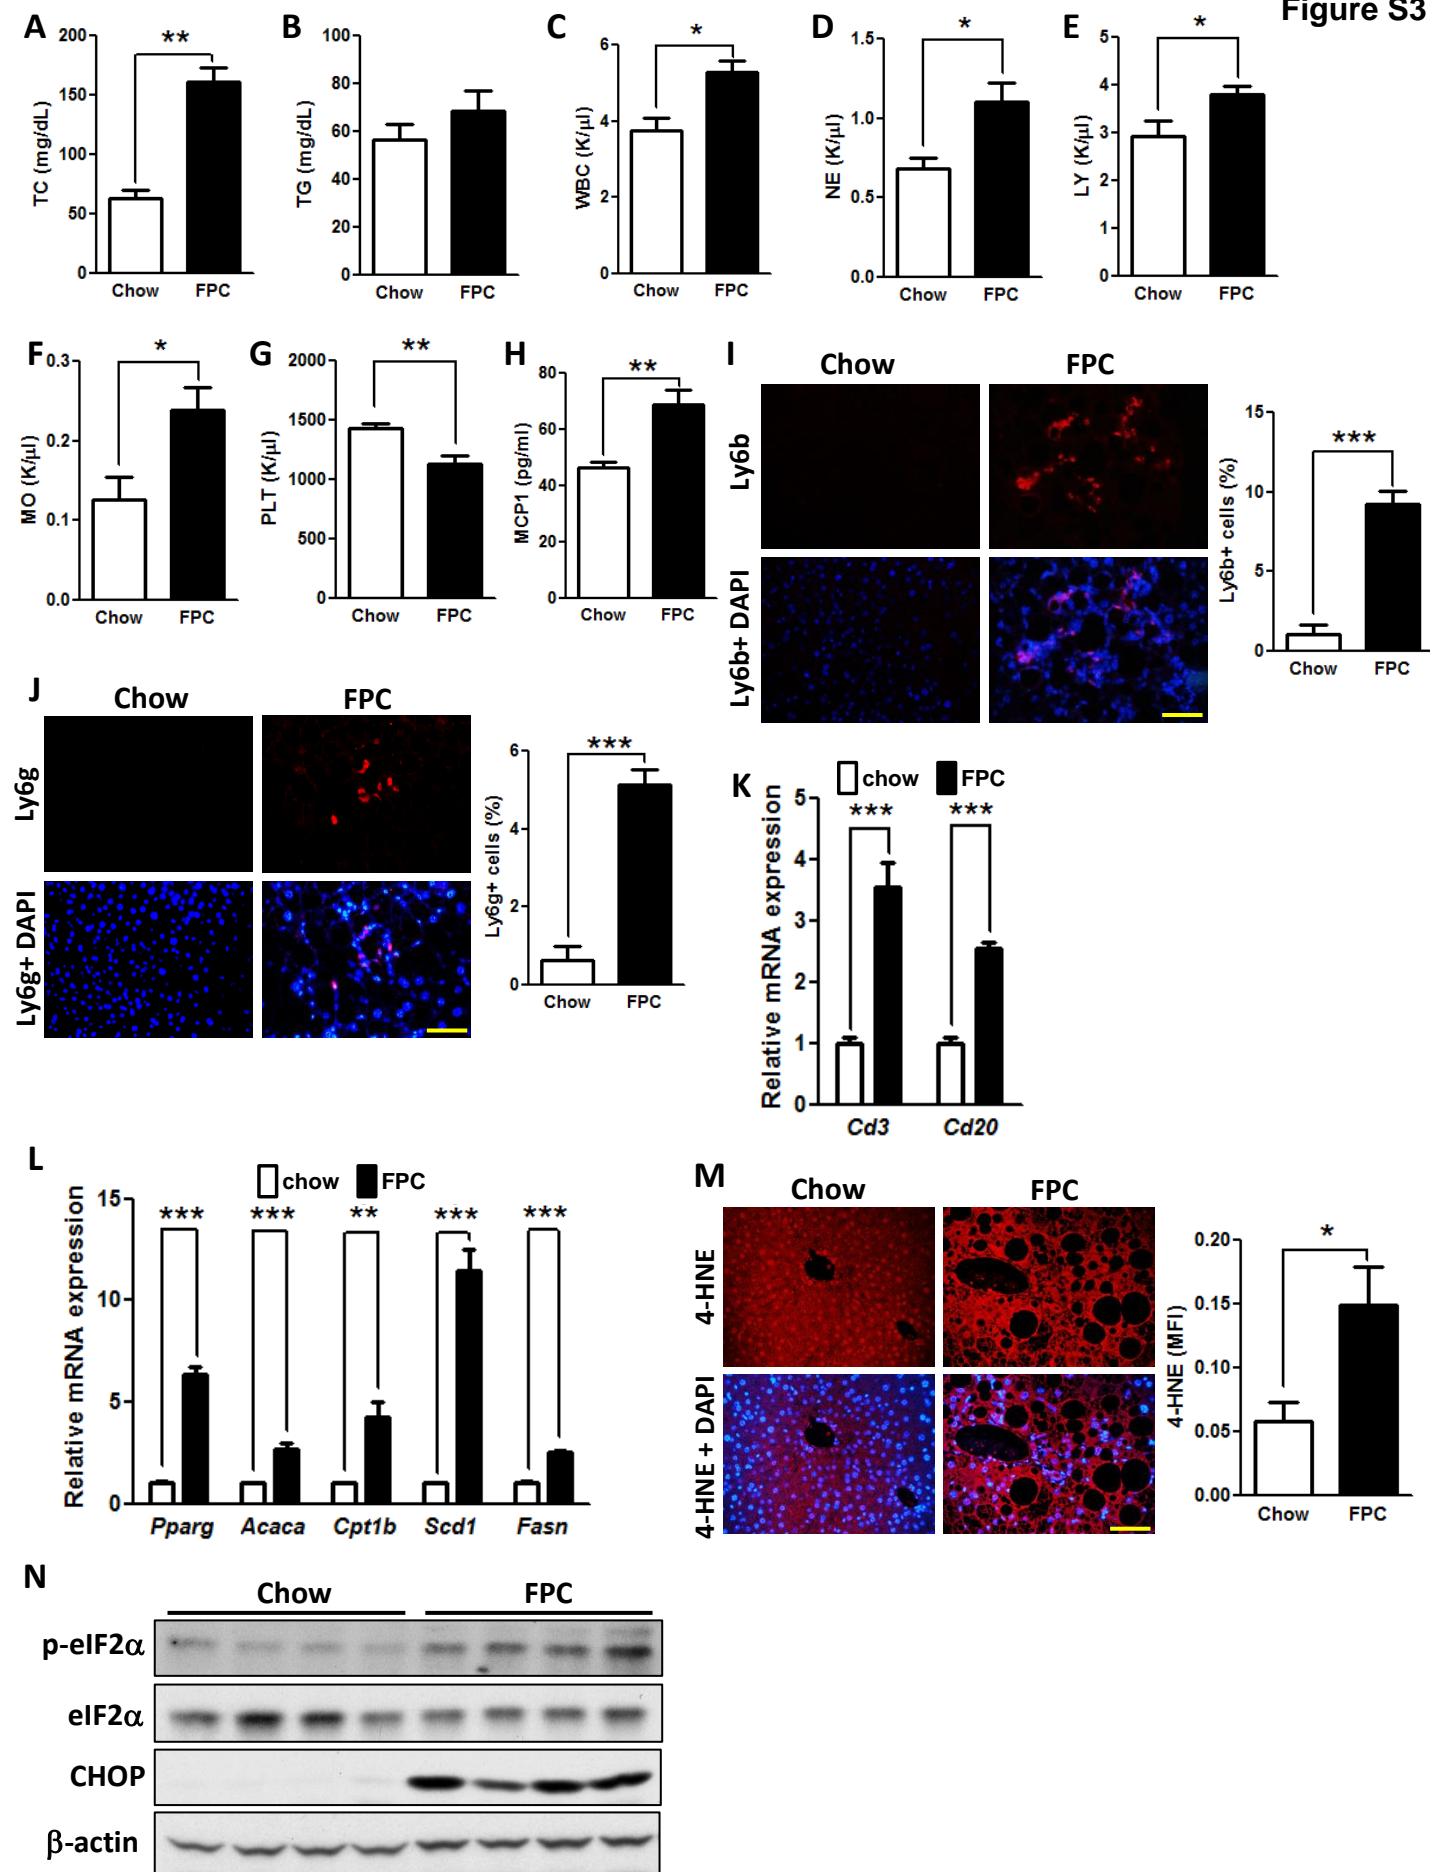 Figure S3
A
TC (mg/dL)
200
150
100
50
0
**
Chow
FPC
B
TG (mg/dL)
100
80
60
40
20
0
Chow
FPC
C
WBC (K/µl)
6
4
2
0
*
Chow
FPC
D
NE (K/µl)
1.5
1.0
0.5
0.0
*
Chow
FPC
E
LY (K/µl)
5
4
3
2
1
0
*
Chow
FPC
F
MO (K/µl)
0.3
0.2
0.1
0.0
*
Chow
FPC
G
PLT (K/µl)
2000
1500
1000
500
0
**
Chow
FPC
H
MCP1 (pg/ml)
80
60
40
20
0
**
Chow
FPC
I
Chow
FPC
Ly6b
Ly6b+ DAPI
Ly6b+ cells (%)
15
10
5
0
***
Chow
FPC
J
Chow
FPC
Ly6g
Ly6g+ DAPI
Ly6g+ cells (%)
6
4
2
0
***
Chow
FPC
K
chow
FPC
Relative mRNA expression
5
4
3
2
1
0
***
***
Cd3
Cd20
L
chow
FPC
Relative mRNA expression
15
10
5
0
***
***
**
***
***
Pparg
Acaca
Cpt1b
Scd1
Fasn
M
Chow
FPC
4-HNE
4-HNE + DAPI
4-HNE (MFI)
0.20
0.15
0.10
0.05
0.00
*
Chow
FPC
N
Chow
FPC
p-eIF2α
eIF2α
CHOP
β-actin